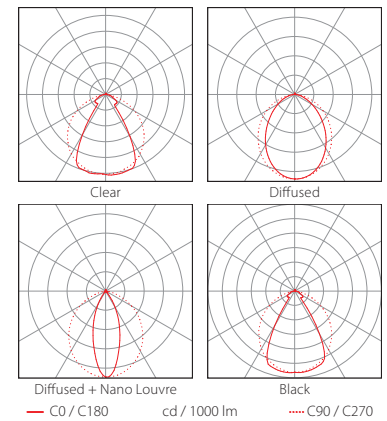 Clear
Diffused
Diffused + Nano Louvre
Black
C0 / C180
cd / 1000 lm
C90 / C270